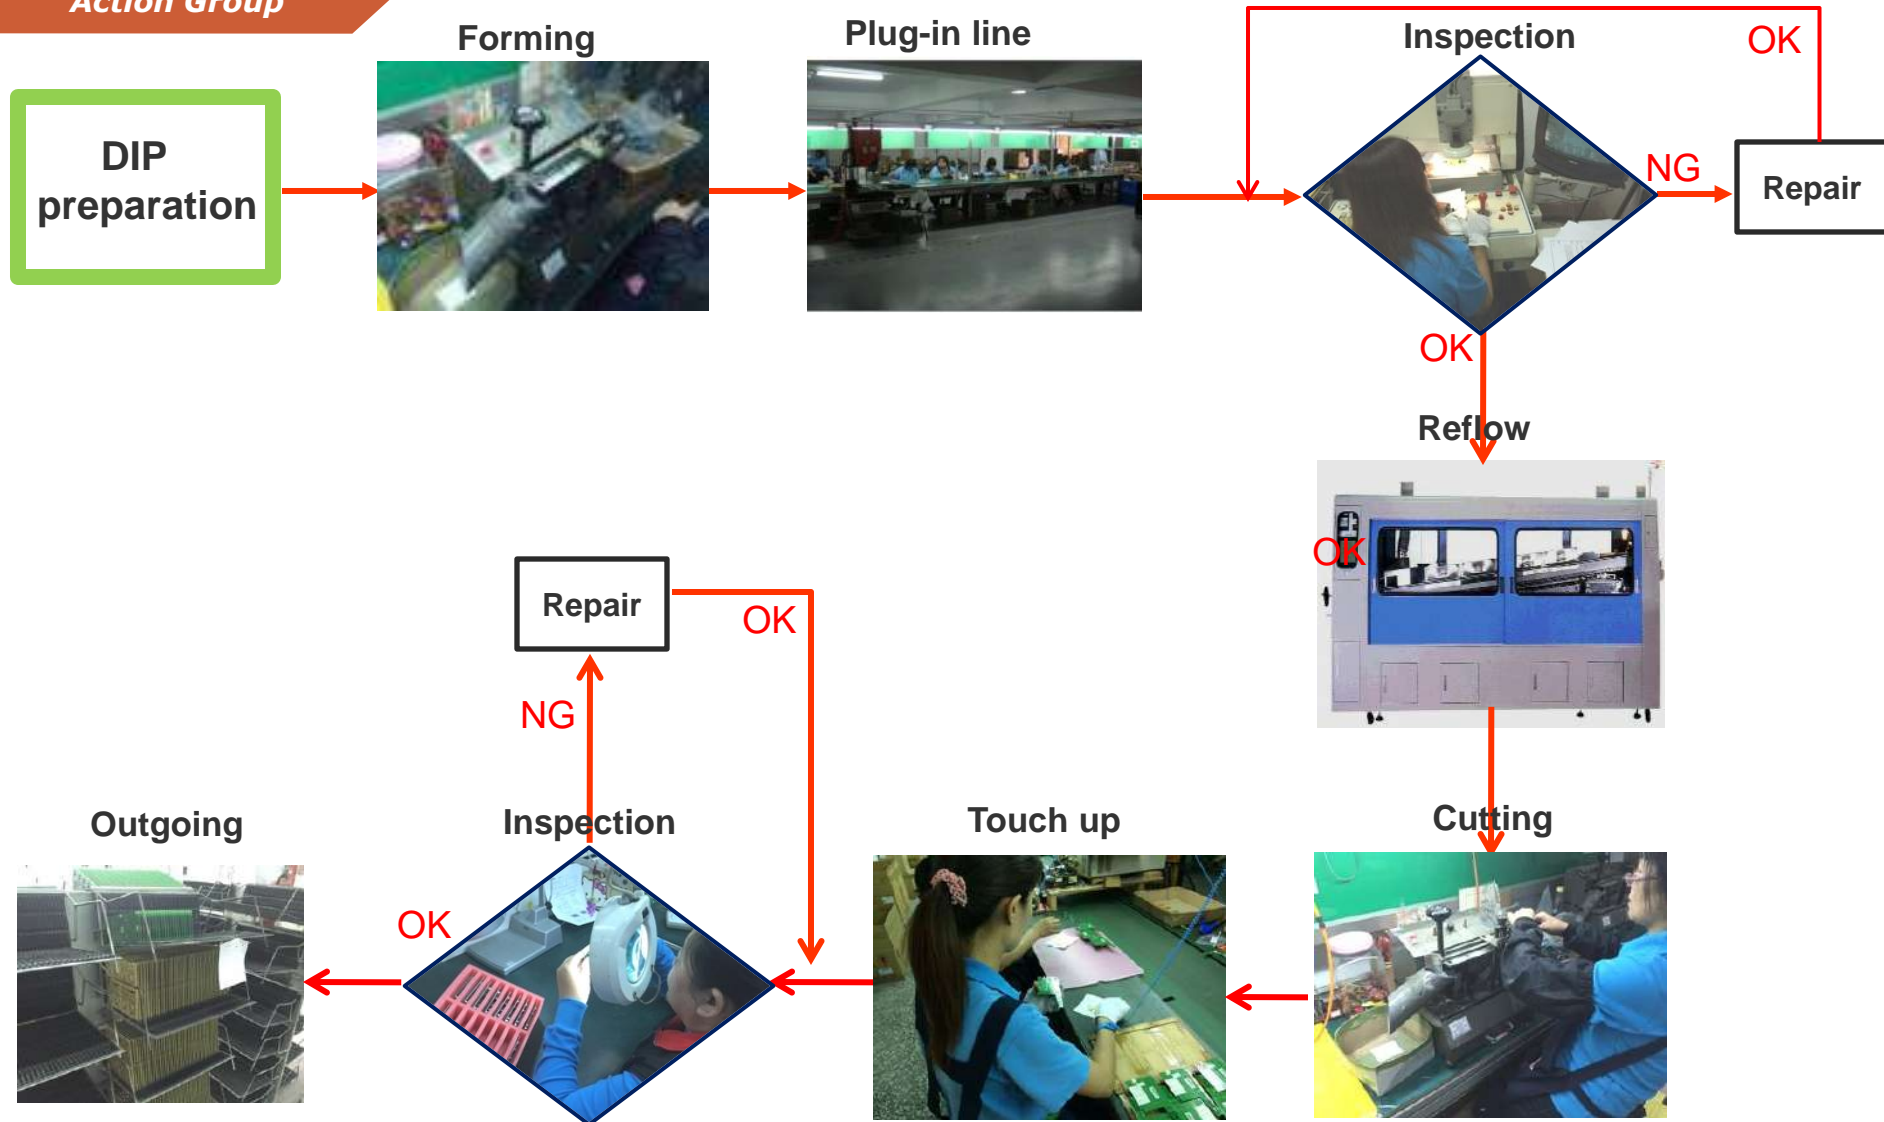 Action Group
Forming
Plug-in line
Inspection
OK
DIP
preparation
NG
Repair
OK
Reflow
OK
Repair
OK
NG
Outgoing
Inspection
Touch up
Cutting
OK